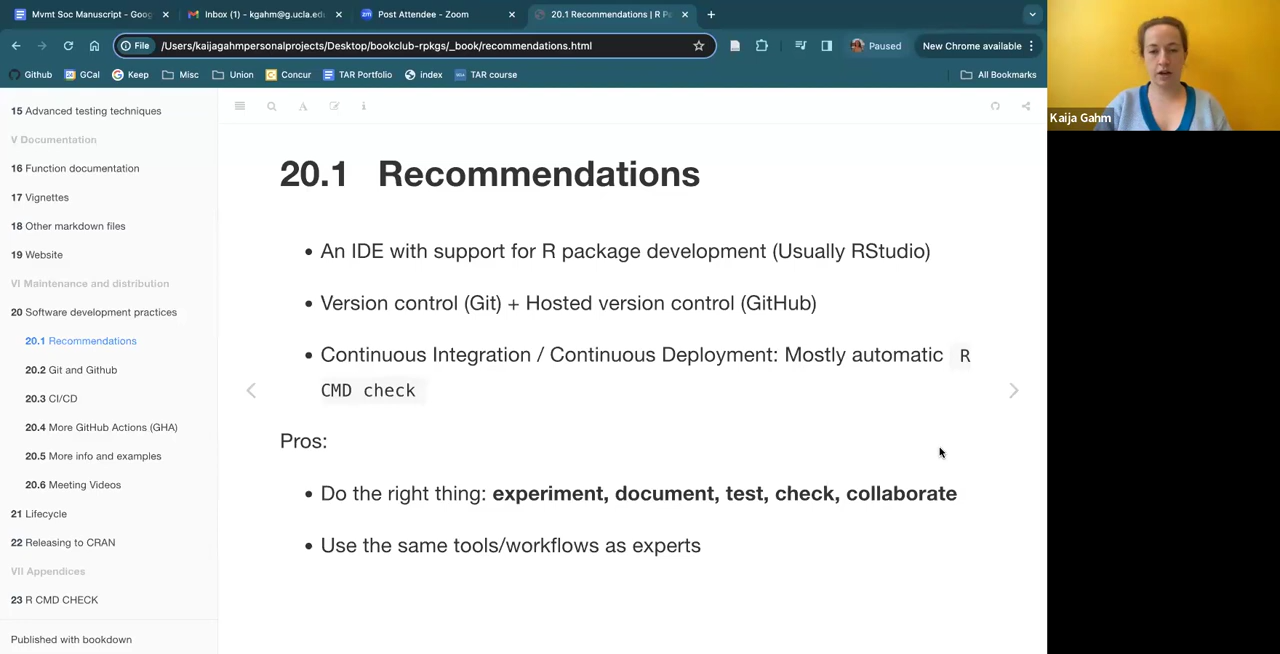 Mvmt Soc Manuscript - Goog
Inbox (1) - kgahm@g.ucla.edu
Post Attendee - Zoom
20.1 Recommendations | R Pa
File
/Users/kaijagahmpersonalprojects/Desktop/bookclub-rpkgs/_book/recommendations.html
Paused
New Chrome available
Github
GCal
Keep
Misc
Union
Concur
TAR Portfolio
index
TAR course
All Bookmarks
15 Advanced testing techniques
V Documentation
16 Function documentation
17 Vignettes
18 Other markdown files
19 Website
VI Maintenance and distribution
20 Software development practices
20.1 Recommendations
20.2 Git and Github
20.3 CI/CD
20.4 More GitHub Actions (GHA)
20.5 More info and examples
20.6 Meeting Videos
21 Lifecycle
22 Releasing to CRAN
VII Appendices
23 R CMD CHECK
Published with bookdown
20.1 Recommendations
• An IDE with support for R package development (Usually RStudio)
• Version control (Git) + Hosted version control (GitHub)
• Continuous Integration / Continuous Deployment: Mostly automatic R
CMD check
Pros:
• Do the right thing: experiment, document, test, check, collaborate
• Use the same tools/workflows as experts
Kaija Gahm